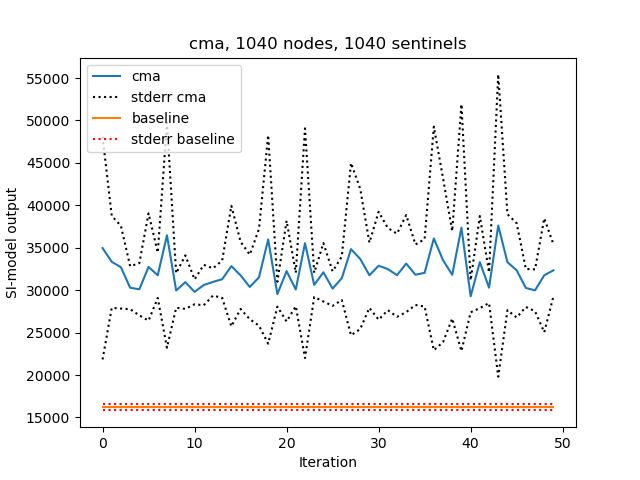 cma, 1040 nodes, 1040 sentinels
cma
stderr cma
baseline
stderr baseline
SI-model output
55000
50000
45000
40000
35000
30000
25000
20000
15000
0 10 20 30 40 50
Iteration